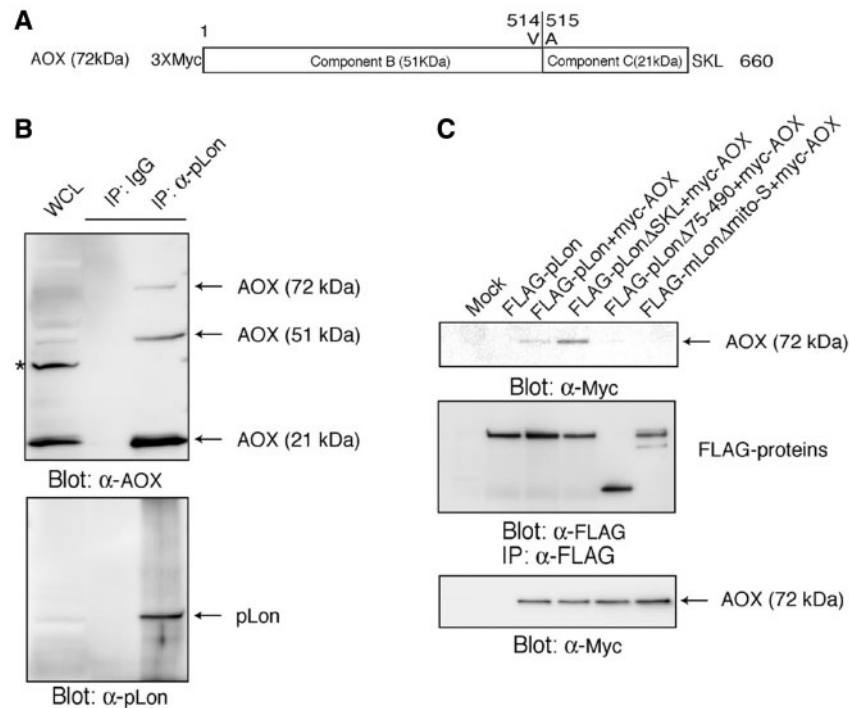 A
1
514 515
V A
AOX (72kDa) 3XMyc Component B (51KDa) Component C(21kDa) SKL 660
B
WCL
IP: IgG
IP: α-pLon
AOX (72 kDa)
AOX (51 kDa)
*
AOX (21 kDa)
Blot: α-AOX
pLon
Blot: α-pLon
C
Mock
FLAG-pLon
FLAG-pLon+myc-AOX
FLAG-pLonΔSKL+myc-AOX
FLAG-pLonΔ75-490+myc-AOX
FLAG-mLonΔmito-S+myc-AOX
AOX (72 kDa)
Blot: α-Myc
FLAG-proteins
Blot: α-FLAG
IP: α-FLAG
AOX (72 kDa)
Blot: α-Myc